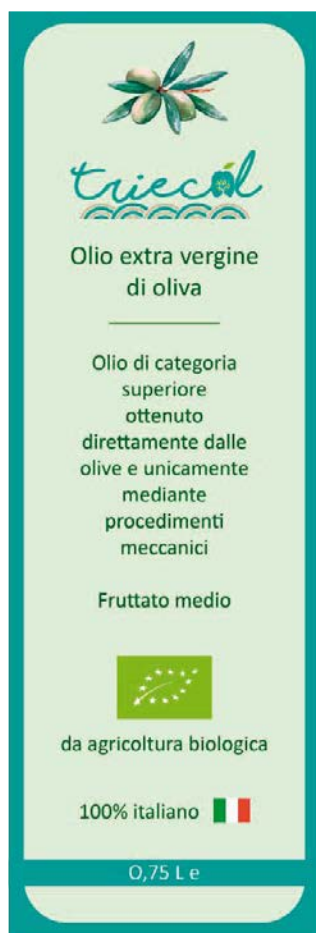 triecol
Olio extra vergine
di oliva
Olio di categoria
superiore
ottenuto
direttamente dalle
olive e unicamente
mediante
procedimenti
meccanici
Fruttato medio
da agricoltura biologica
100% italiano
0,75 L e